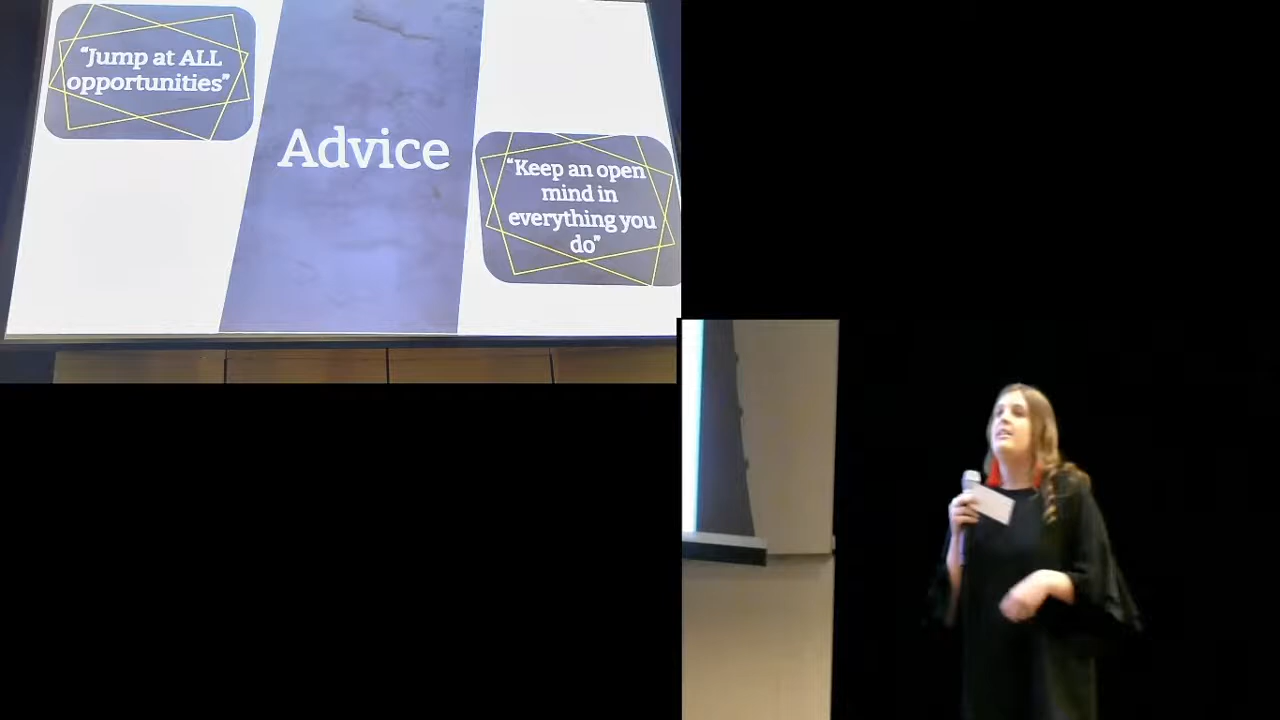 “Jump at ALL
opportunities”
Advice
“Keep an open
mind in
everything you
do”